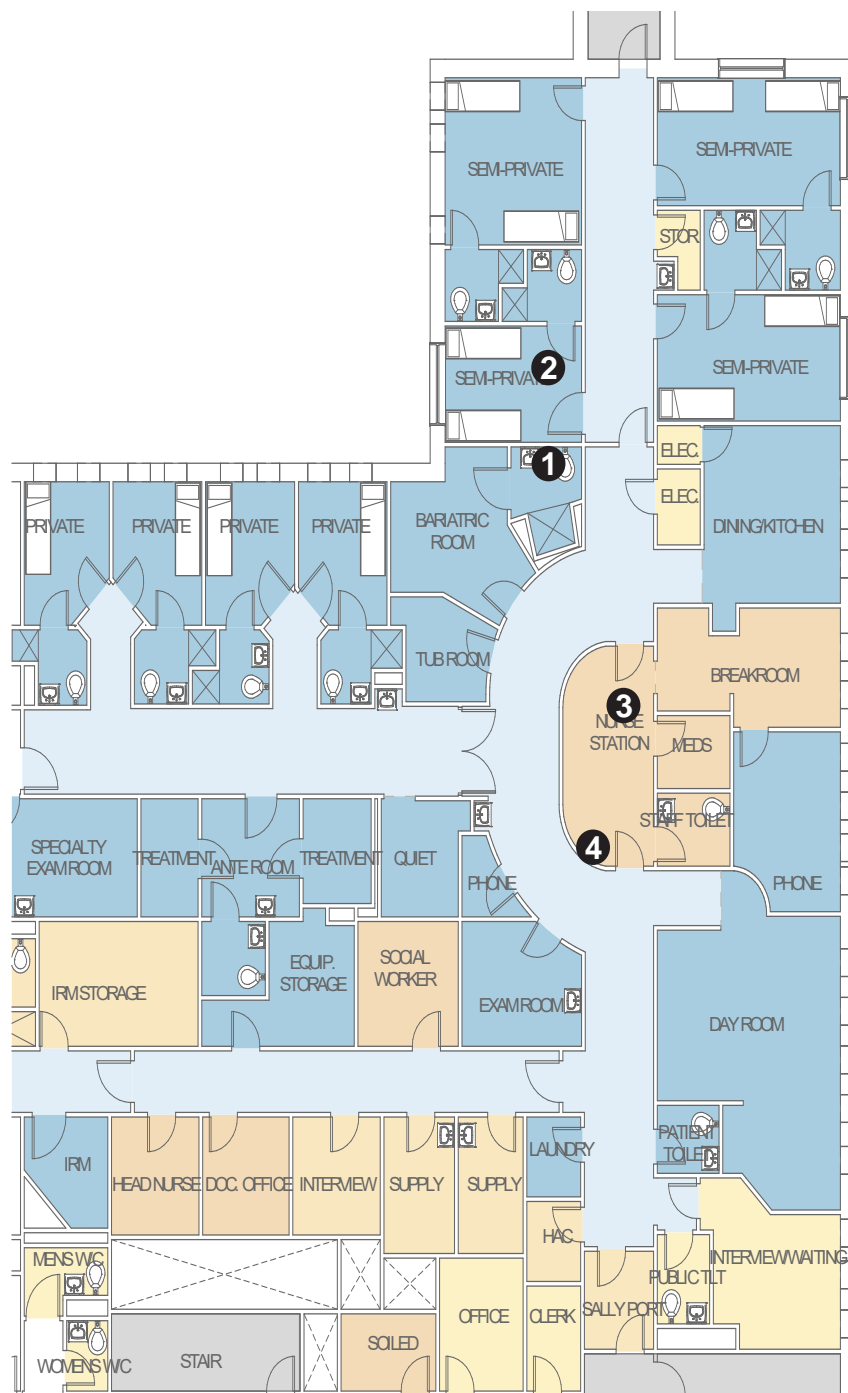 SEMI-PRIVATE
SEMI-PRIVATE
STOR
2
SEMI-PRIVATE
SEMI-PRIVATE
1
ELEC.
ELEC.
PRIVATE
PRIVATE
PRIVATE
PRIVATE
BARIATRIC
ROOM
DINING/KITCHEN
TUB ROOM
BREAKROOM
3
NURSE
STATION
MEDS
STAFF TOILET
4
SPECIALTY
EXAM ROOM
TREATMENT
ANTE ROOM
TREATMENT
QUIET
PHONE
PHONE
IRM STORAGE
EQUIP.
STORAGE
SOCIAL
WORKER
EXAM ROOM
DAY ROOM
IRM
HEAD NURSE
DOC. OFFICE
INTERVIEW
SUPPLY
SUPPLY
LAUNDRY
PATIENT
TOILET
HAC
MENS W/C
PUBLIC TLT
INTERVIEW/WAITING
OFFICE
CLERK
SALLY PORT
WOMENS W/C
STAIR
SOILED